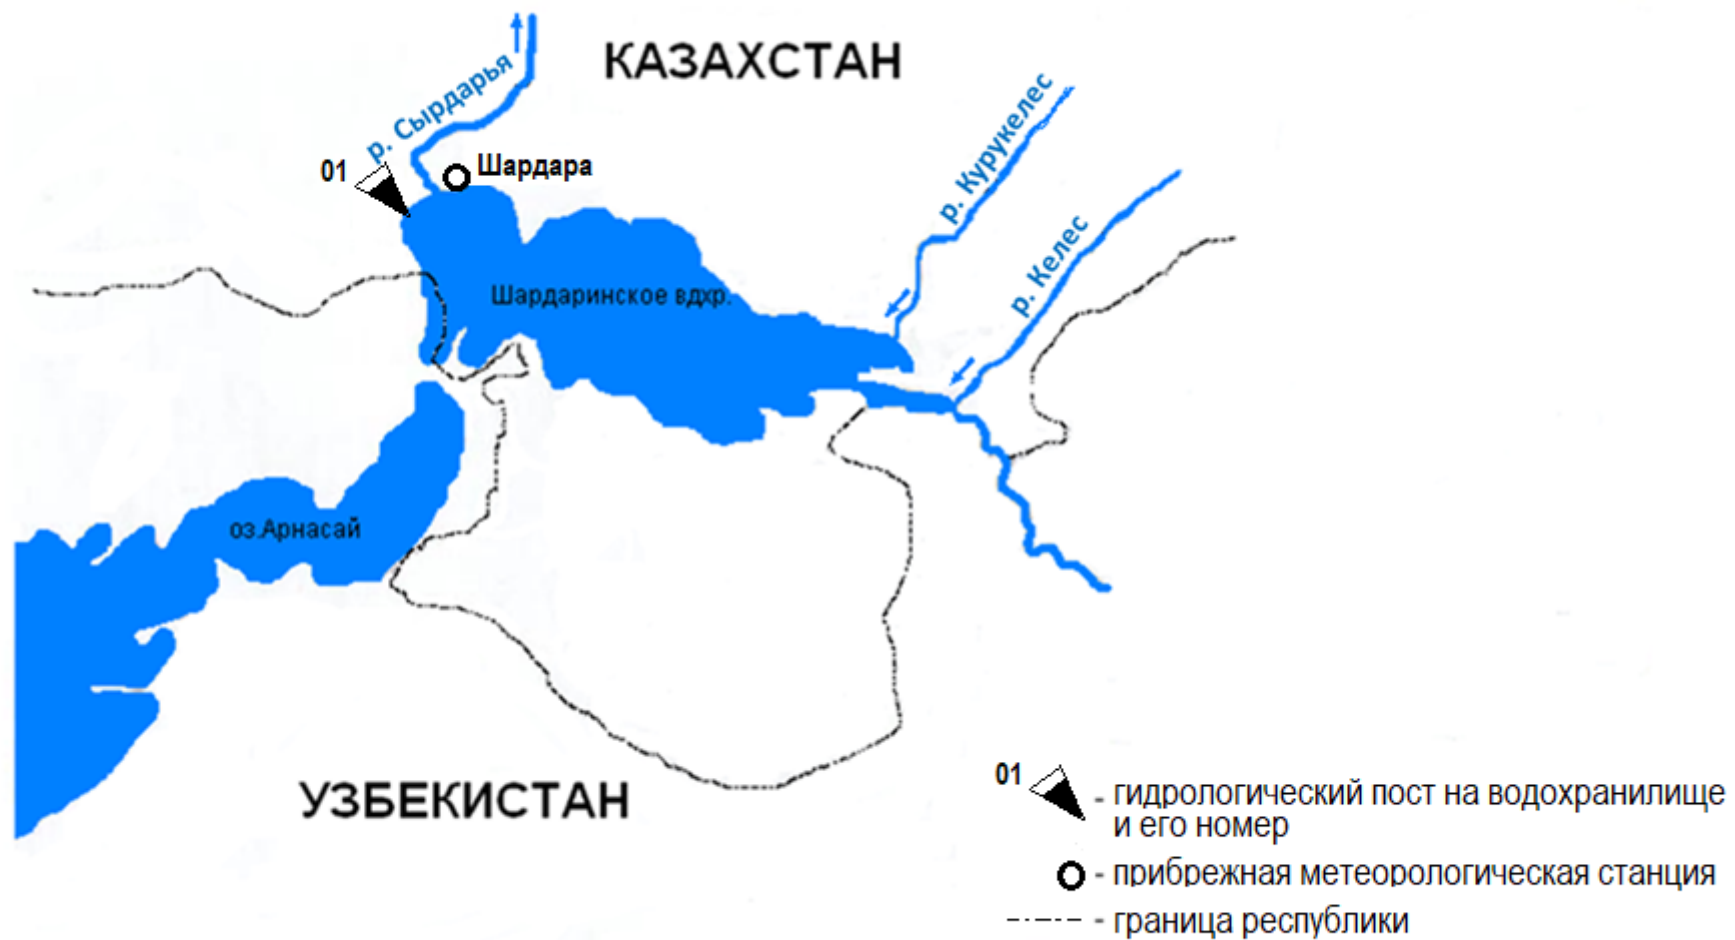 КАЗАХСТАН
р. Сырдарья
01
Шардара
р. Курукелес
р. Келес
Шардаринское вдхр.
оз.Арнасай
УЗБЕКИСТАН
01
- гидрологический пост на водохранилище
и его номер
- прибрежная метеорологическая станция
- граница республики